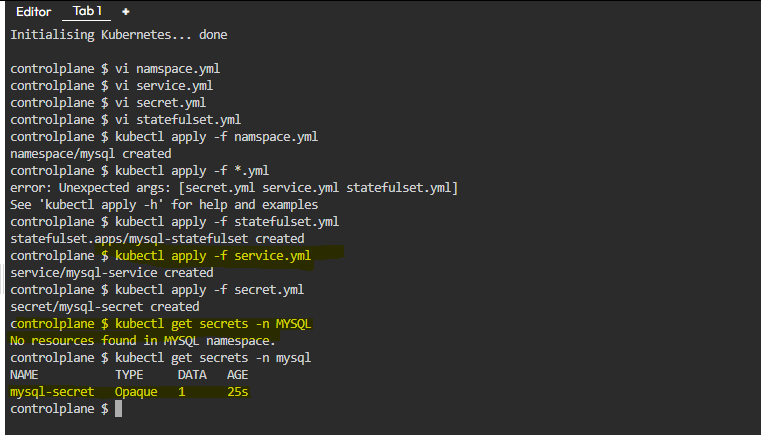 Editor Tab 1 +
Initialising Kubernetes... done
controlplane $ vi namspace.yml
controlplane $ vi service.yml
controlplane $ vi secret.yml
controlplane $ vi statefulset.yml
controlplane $ kubectl apply -f namspace.yml
namespace/mysql created
controlplane $ kubectl apply -f *.yml
error: Unexpected args: [secret.yml service.yml statefulset.yml]
See 'kubectl apply -h' for help and examples
controlplane $ kubectl apply -f statefulset.yml
statefulset.apps/mysql-statefulset created
controlplane $ kubectl apply -f service.yml
service/mysql-service created
controlplane $ kubectl apply -f secret.yml
secret/mysql-secret created
controlplane $ kubectl get secrets -n MYSQL
No resources found in MYSQL namespace.
controlplane $ kubectl get secrets -n mysql
NAME TYPE DATA AGE
mysql-secret Opaque 1 25s
controlplane $